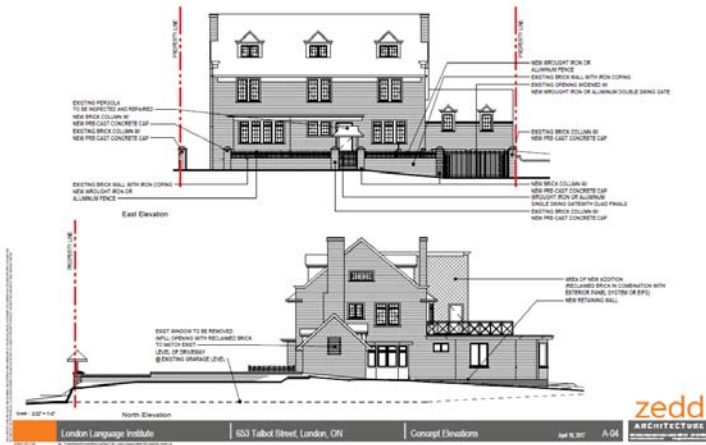 PROPERTY LINE
PROPERTY LINE
NEW WROUGHT IRON OR
ALUMINUM FENCE
EXISTING BRICK WALL WITH IRON COPING
EXISTING OPENING WIDENED W/
NEW WROUGHT IRON OR ALUMINUM DOUBLE SWING GATE
EXISTING PERGOLA
TO BE INSPECTED AND REPAIRED
NEW BRICK COLUMN W/
NEW PRE-CAST CONCRETE CAP
EXISTING BRICK COLUMN W/
NEW PRE-CAST CONCRETE CAP
EXISTING BRICK COLUMN W/
NEW PRE-CAST CONCRETE CAP
EXISTING BRICK WALL WITH IRON COPING
NEW WROUGHT IRON OR
ALUMINUM FENCE
NEW BRICK COLUMN W/
NEW PRE-CAST CONCRETE CAP
WROUGHT IRON OR ALUMINUM
SINGLE SWING GATE WITH QUAD FINIALS
EXISTING BRICK COLUMN W/
NEW PRE-CAST CONCRETE CAP
East Elevation
PROPERTY LINE
AREA OF NEW ADDITION
(RECLAIMED BRICK IN COMBINATION WITH
EXTERIOR PANEL SYSTEM OR EIFS)
NEW RETAINING WALL
EXIST WINDOW TO BE REMOVED
INFILL OPENING WITH RECLAIMED BRICK
TO MATCH EXIST
LEVEL OF DRIVEWAY
@ EXISTING GRARAGE LEVEL
North Elevation
zedd
ARCHITECTURE
London Language Institute
653 Talbot Street, London, ON
Concept Elevations
A-04